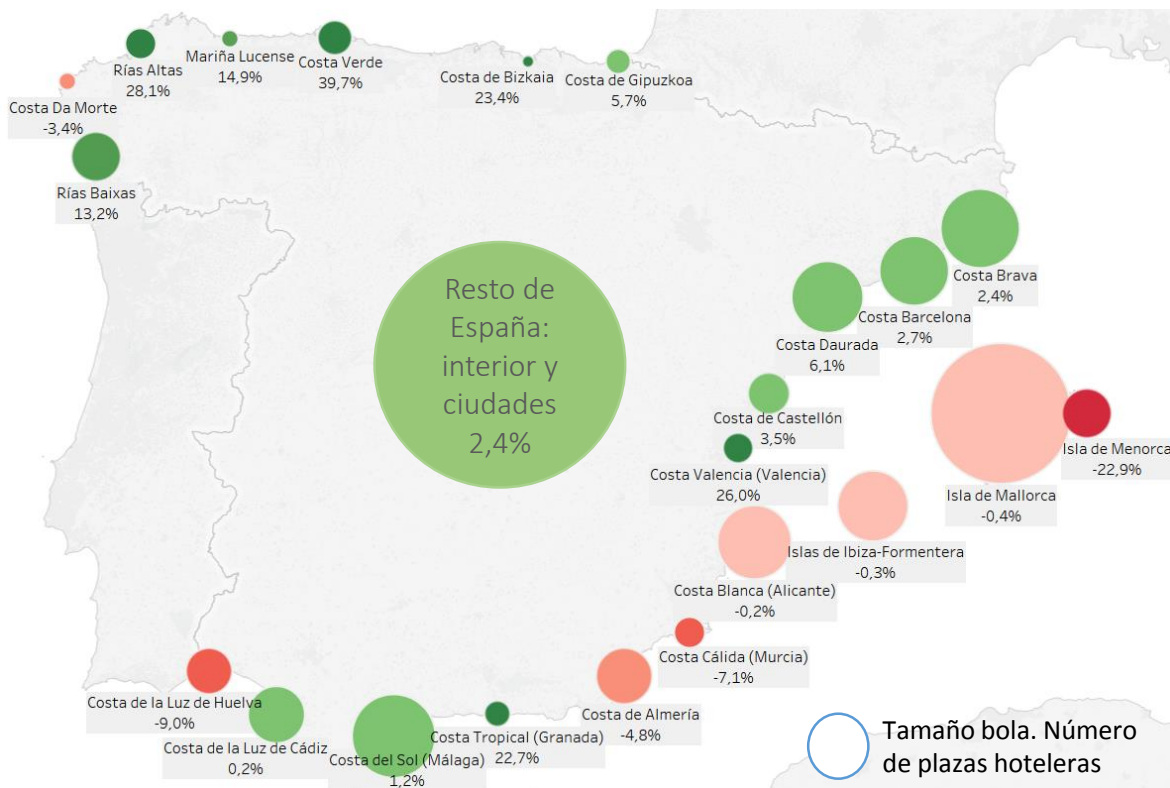 Rías Altas
28,1%
Mariña Lucense
14,9%
Costa Verde
39,7%
Costa de Bizkaia
23,4%
Costa de Gipuzkoa
5,7%
Costa Da Morte
-3,4%
Rías Baixas
13,2%
Resto de
España:
interior y
ciudades
2,4%
Costa Brava
2,4%
Costa Barcelona
2,7%
Costa Daurada
6,1%
Costa de Castellón
3,5%
Isla de Menorca
-22,9%
Costa Valencia (Valencia)
26,0%
Isla de Mallorca
-0,4%
Islas de Ibiza-Formentera
-0,3%
Costa Blanca (Alicante)
-0,2%
Costa Cálida (Murcia)
-7,1%
Costa de la Luz de Huelva
-9,0%
Costa de Almería
-4,8%
Costa de la Luz de Cádiz
0,2%
Costa Tropical (Granada)
22,7%
Costa del Sol (Málaga)
1,2%
Tamaño bola. Número
de plazas hoteleras